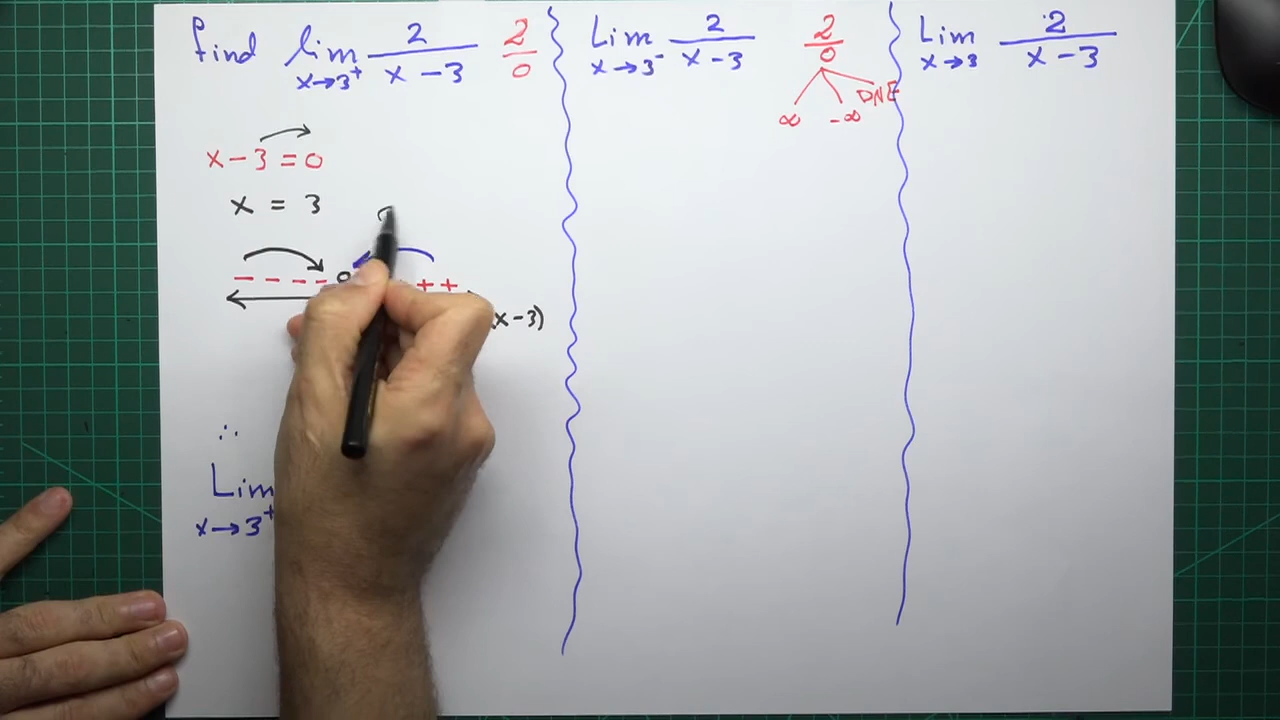 find lim x→3⁺ 2/(x-3) 2/0
Lim x→3⁻ 2/(x-3) 2/0
∞ -∞ DNE
Lim x→3 2/(x-3)
x-3=0
x = 3
- - - - 0 + +
(x-3)
∴
Lim
x→3⁺